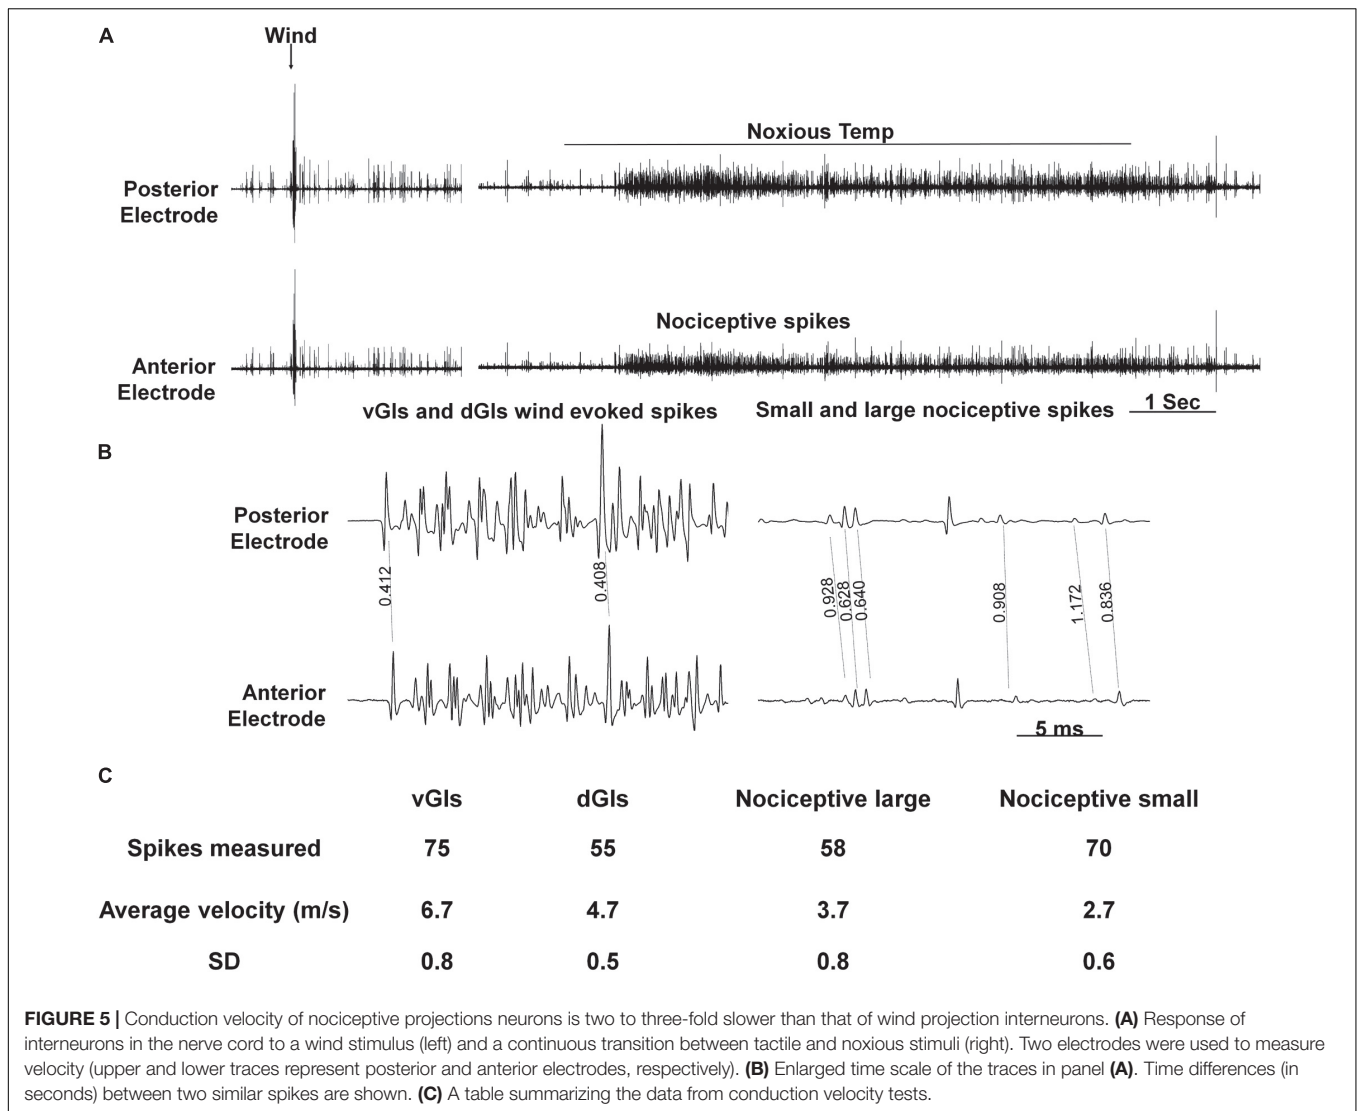 A
Wind
Noxious Temp
Posterior
Electrode
Nociceptive spikes
Anterior
Electrode
vGIs and dGIs wind evoked spikes
Small and large nociceptive spikes
1 Sec
B
Posterior
Electrode
0.412
0.408
0.928
0.628
0.640
0.908
1.172
0.836
Anterior
Electrode
5 ms
C
vGIs dGIs Nociceptive large Nociceptive small
Spikes measured 75 55 58 70
Average velocity (m/s) 6.7 4.7 3.7 2.7
SD 0.8 0.5 0.8 0.6
FIGURE 5 | Conduction velocity of nociceptive projections neurons is two to three-fold slower than that of wind projection interneurons. (A) Response of
interneurons in the nerve cord to a wind stimulus (left) and a continuous transition between tactile and noxious stimuli (right). Two electrodes were used to measure
velocity (upper and lower traces represent posterior and anterior electrodes, respectively). (B) Enlarged time scale of the traces in panel (A). Time differences (in
seconds) between two similar spikes are shown. (C) A table summarizing the data from conduction velocity tests.